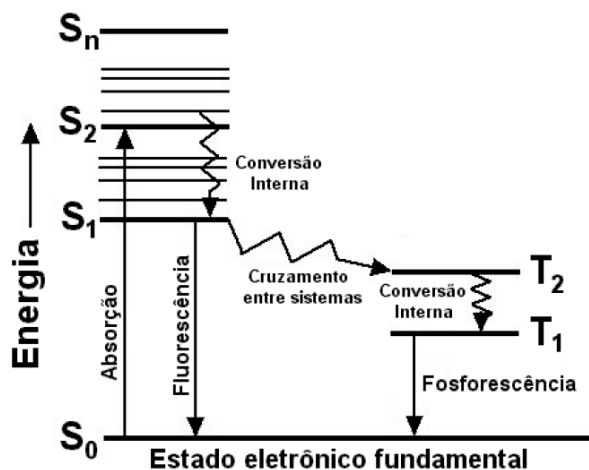 Sn
S2
Conversão
Interna
S1
Cruzamento
entre sistemas
T2
Conversão
Interna
T1
Energia
Absorção
Fluorescência
Fosforescência
S0
Estado eletrônico fundamental